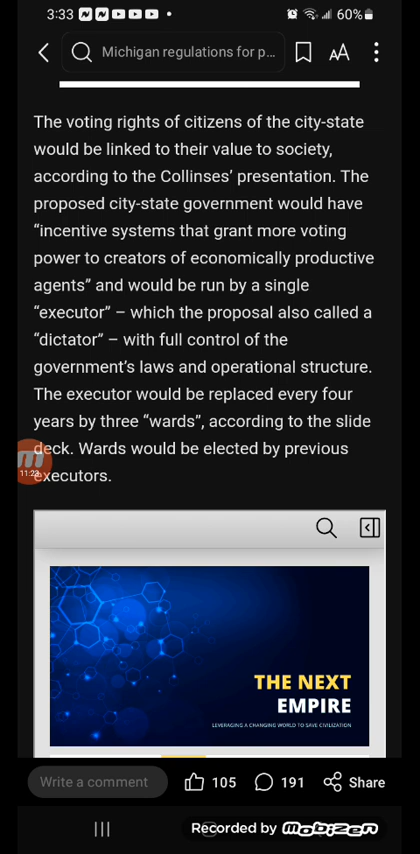 3:33
60%
Michigan regulations for p...
AA
The voting rights of citizens of the city-state
would be linked to their value to society,
according to the Collinses’ presentation. The
proposed city-state government would have
“incentive systems that grant more voting
power to creators of economically productive
agents” and would be run by a single
“executor” – which the proposal also called a
“dictator” – with full control of the
government’s laws and operational structure.
The executor would be replaced every four
years by three “wards”, according to the slide
deck. Wards would be elected by previous
executors.
11:23
THE NEXT
EMPIRE
LEVERAGING A CHANGING WORLD TO SAVE CIVILIZATION
Write a comment
105
191
Share
Recorded by mobizen